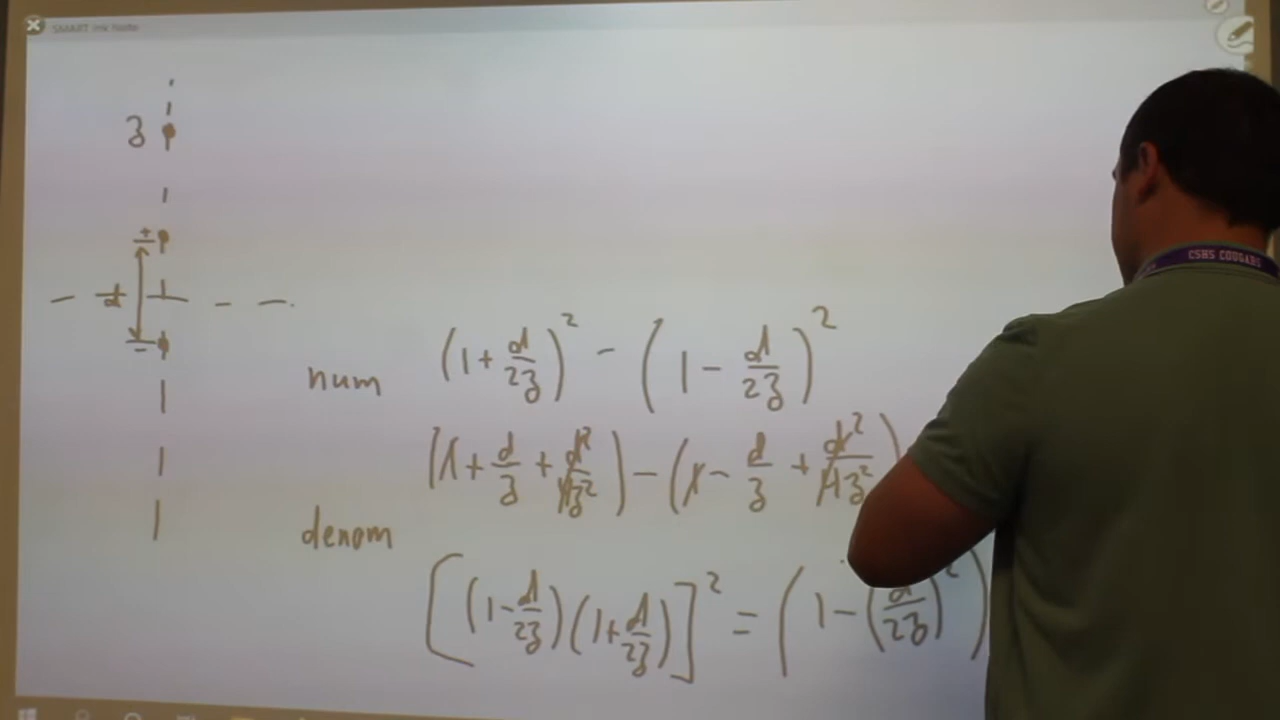 SMART Ink Note
z
+
d
−
CSHS COUGARS
num (1 + d/2z)² − (1 − d/2z)²
(1 + d/z + d²/4z²) − (1 − d/z + d²/4z²)
denom
[(1 − d/2z)(1 + d/2z)]² = (1 − (d/2z)²)